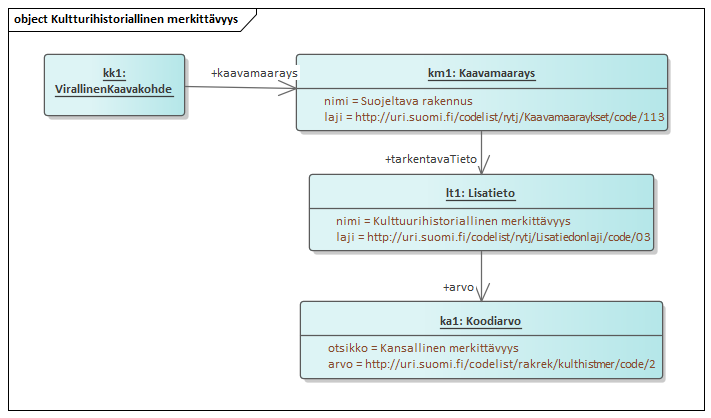 object Kultturihistoriallinen merkittävyys
kk1:
VirallinenKaavakohde
+kaavamaarays
km1: Kaavamaarays
nimi = Suojeltava rakennus
laji = http://uri.suomi.fi/codelist/rytj/Kaavamaaraykset/code/113
+tarkentavaTieto
lt1: Lisatieto
nimi = Kulttuurihistoriallinen merkittävyys
laji = http://uri.suomi.fi/codelist/rytj/Lisatiedonlaji/code/03
+arvo
ka1: Koodiarvo
otsikko = Kansallinen merkittävyys
arvo = http://uri.suomi.fi/codelist/rakrek/kulthistmer/code/2